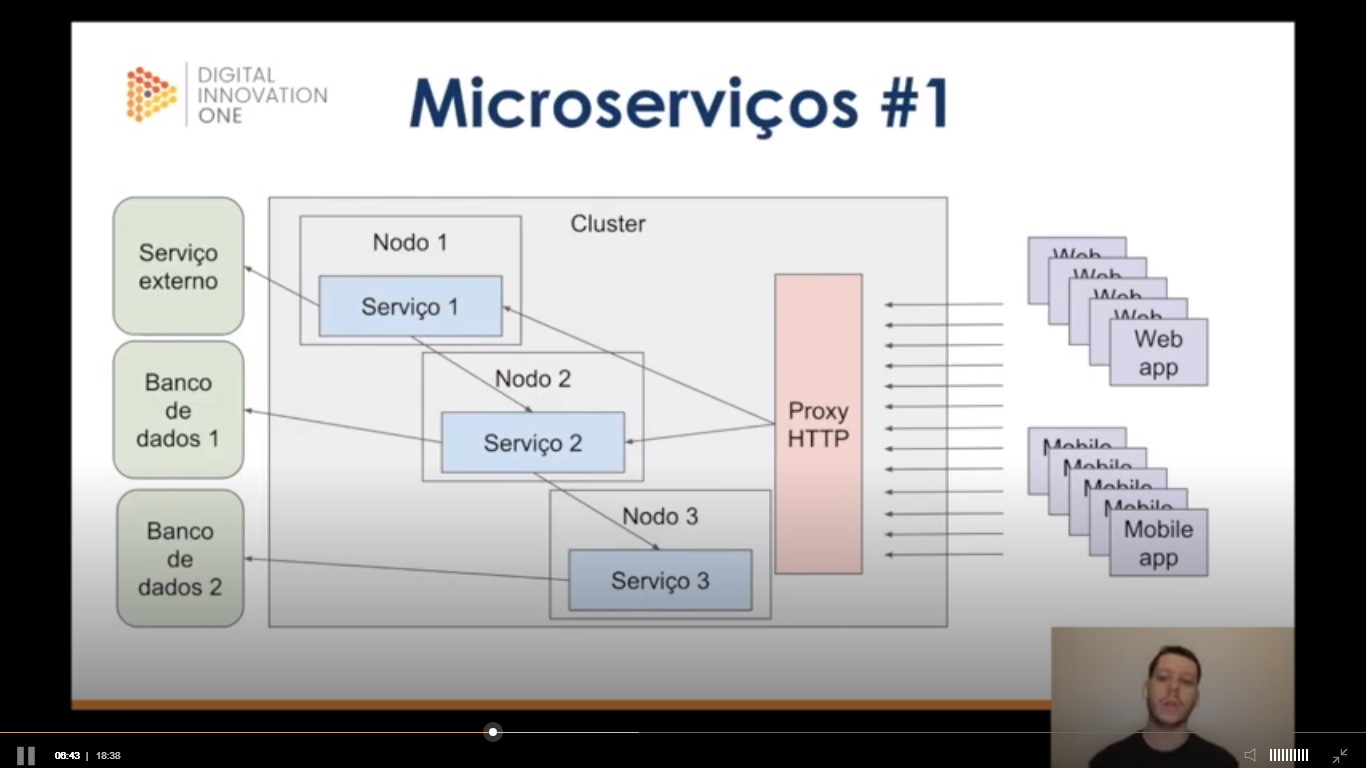 DIGITAL
INNOVATION
ONE
Microserviços #1
Serviço
externo
Banco
de
dados 1
Banco
de
dados 2
Cluster
Nodo 1
Serviço 1
Nodo 2
Serviço 2
Nodo 3
Serviço 3
Proxy
HTTP
Web
Web
Web
Web
Web
app
Mobile
Mobile
Mobile
Mobile
Mobile
app
06:43 | 18:38